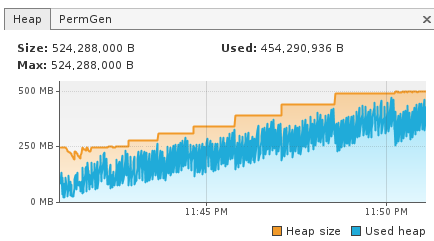 Heap PermGen
Size: 524,288,000 B Used: 454,290,936 B
Max: 524,288,000 B
500 MB
250 MB
0 MB
11:45 PM 11:50 PM
Heap size Used heap